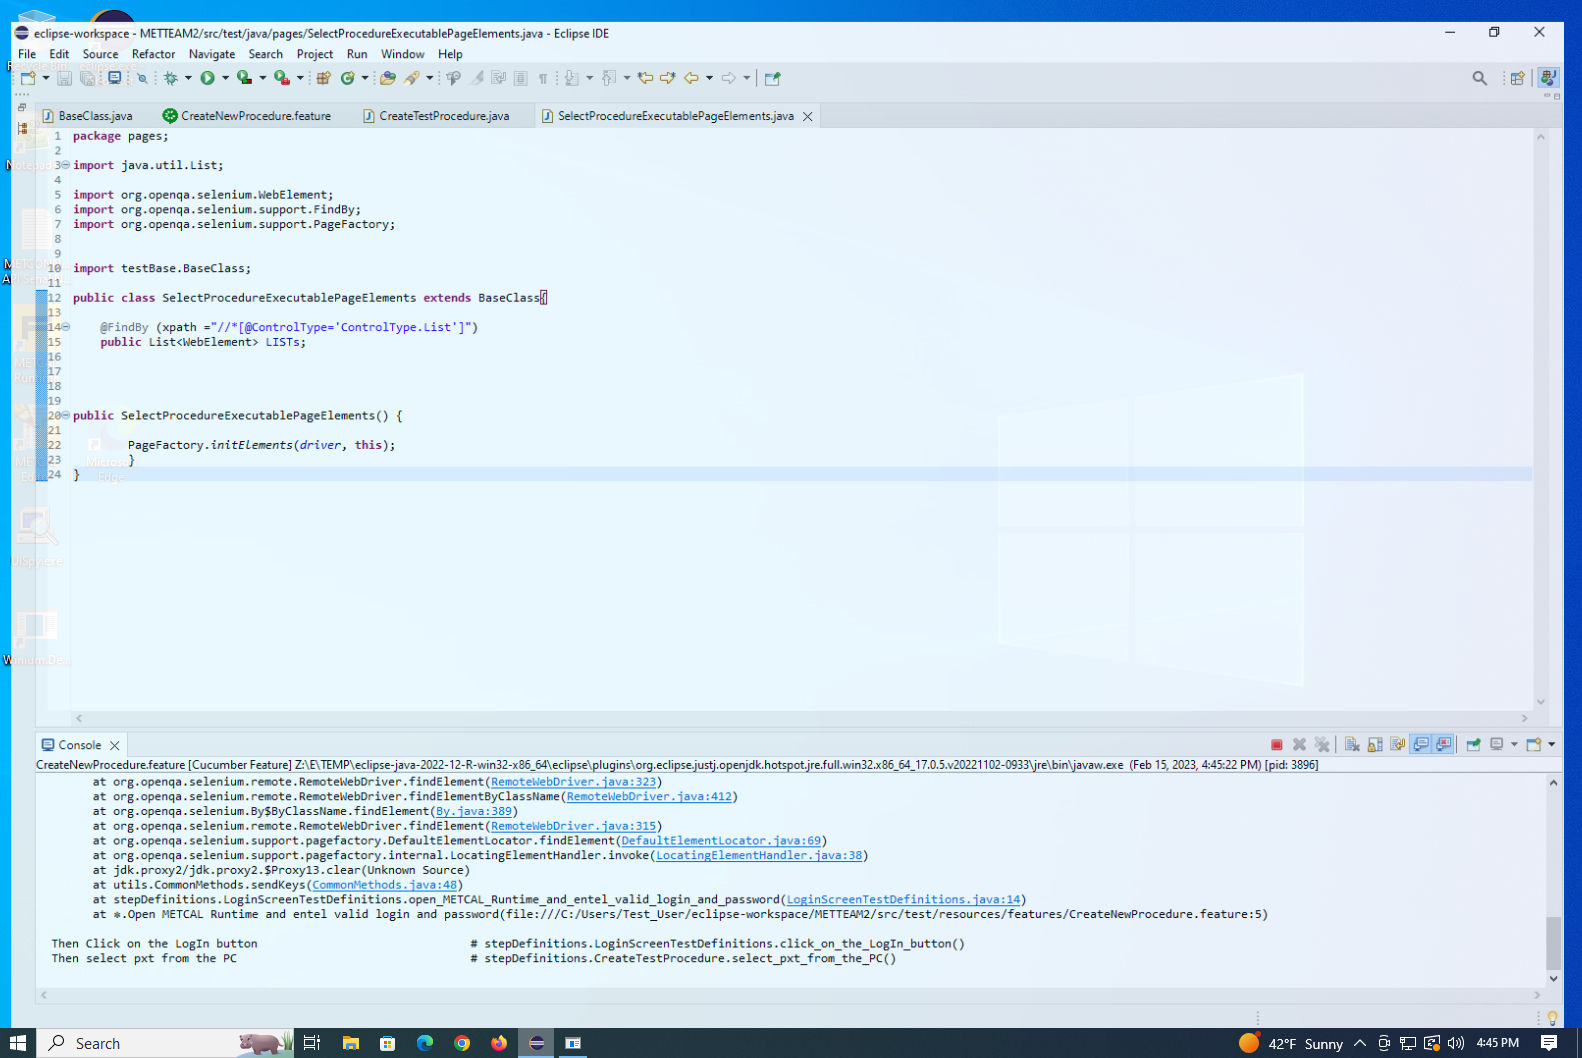 eclipse-workspace - METTEAM2/src/test/java/pages/SelectProcedureExecutablePageElements.java - Eclipse IDE
File Edit Source Refactor Navigate Search Project Run Window Help
BaseClass.java CreateNewProcedure.feature CreateTestProcedure.java SelectProcedureExecutablePageElements.java
1 package pages;
2
3 import java.util.List;
4
5 import org.openqa.selenium.WebElement;
6 import org.openqa.selenium.support.FindBy;
7 import org.openqa.selenium.support.PageFactory;
8
9
10 import testBase.BaseClass;
11
12 public class SelectProcedureExecutablePageElements extends BaseClass{
13
14 @FindBy (xpath ="//*[@ControlType='ControlType.List']")
15 public List<WebElement> LISTs;
16
17
18
19
20 public SelectProcedureExecutablePageElements() {
21
22 PageFactory.initElements(driver, this);
23 }
24 }
Microsoft
Edge
UISpy.exe
Winium.De...
Console
CreateNewProcedure.feature [Cucumber Feature] Z:\E\TEMP\eclipse-java-2022-12-R-win32-x86_64\eclipse\plugins\org.eclipse.justj.openjdk.hotspot.jre.full.win32.x86_64_17.0.5.v20221102-0933\jre\bin\javaw.exe (Feb 15, 2023, 4:45:22 PM) [pid: 3896]
at org.openqa.selenium.remote.RemoteWebDriver.findElement(RemoteWebDriver.java:323)
at org.openqa.selenium.remote.RemoteWebDriver.findElementByClassName(RemoteWebDriver.java:412)
at org.openqa.selenium.By$ByClassName.findElement(By.java:389)
at org.openqa.selenium.remote.RemoteWebDriver.findElement(RemoteWebDriver.java:315)
at org.openqa.selenium.support.pagefactory.DefaultElementLocator.findElement(DefaultElementLocator.java:69)
at org.openqa.selenium.support.pagefactory.internal.LocatingElementHandler.invoke(LocatingElementHandler.java:38)
at jdk.proxy2/jdk.proxy2.$Proxy13.clear(Unknown Source)
at utils.CommonMethods.sendKeys(CommonMethods.java:48)
at stepDefinitions.LoginScreenTestDefinitions.open_METCAL_Runtime_and_entel_valid_login_and_password(LoginScreenTestDefinitions.java:14)
at *.Open METCAL Runtime and entel valid login and password(file:///C:/Users/Test_User/eclipse-workspace/METTEAM2/src/test/resources/features/CreateNewProcedure.feature:5)
Then Click on the LogIn button # stepDefinitions.LoginScreenTestDefinitions.click_on_the_LogIn_button()
Then select pxt from the PC # stepDefinitions.CreateTestProcedure.select_pxt_from_the_PC()
Search
42°F Sunny
4:45 PM